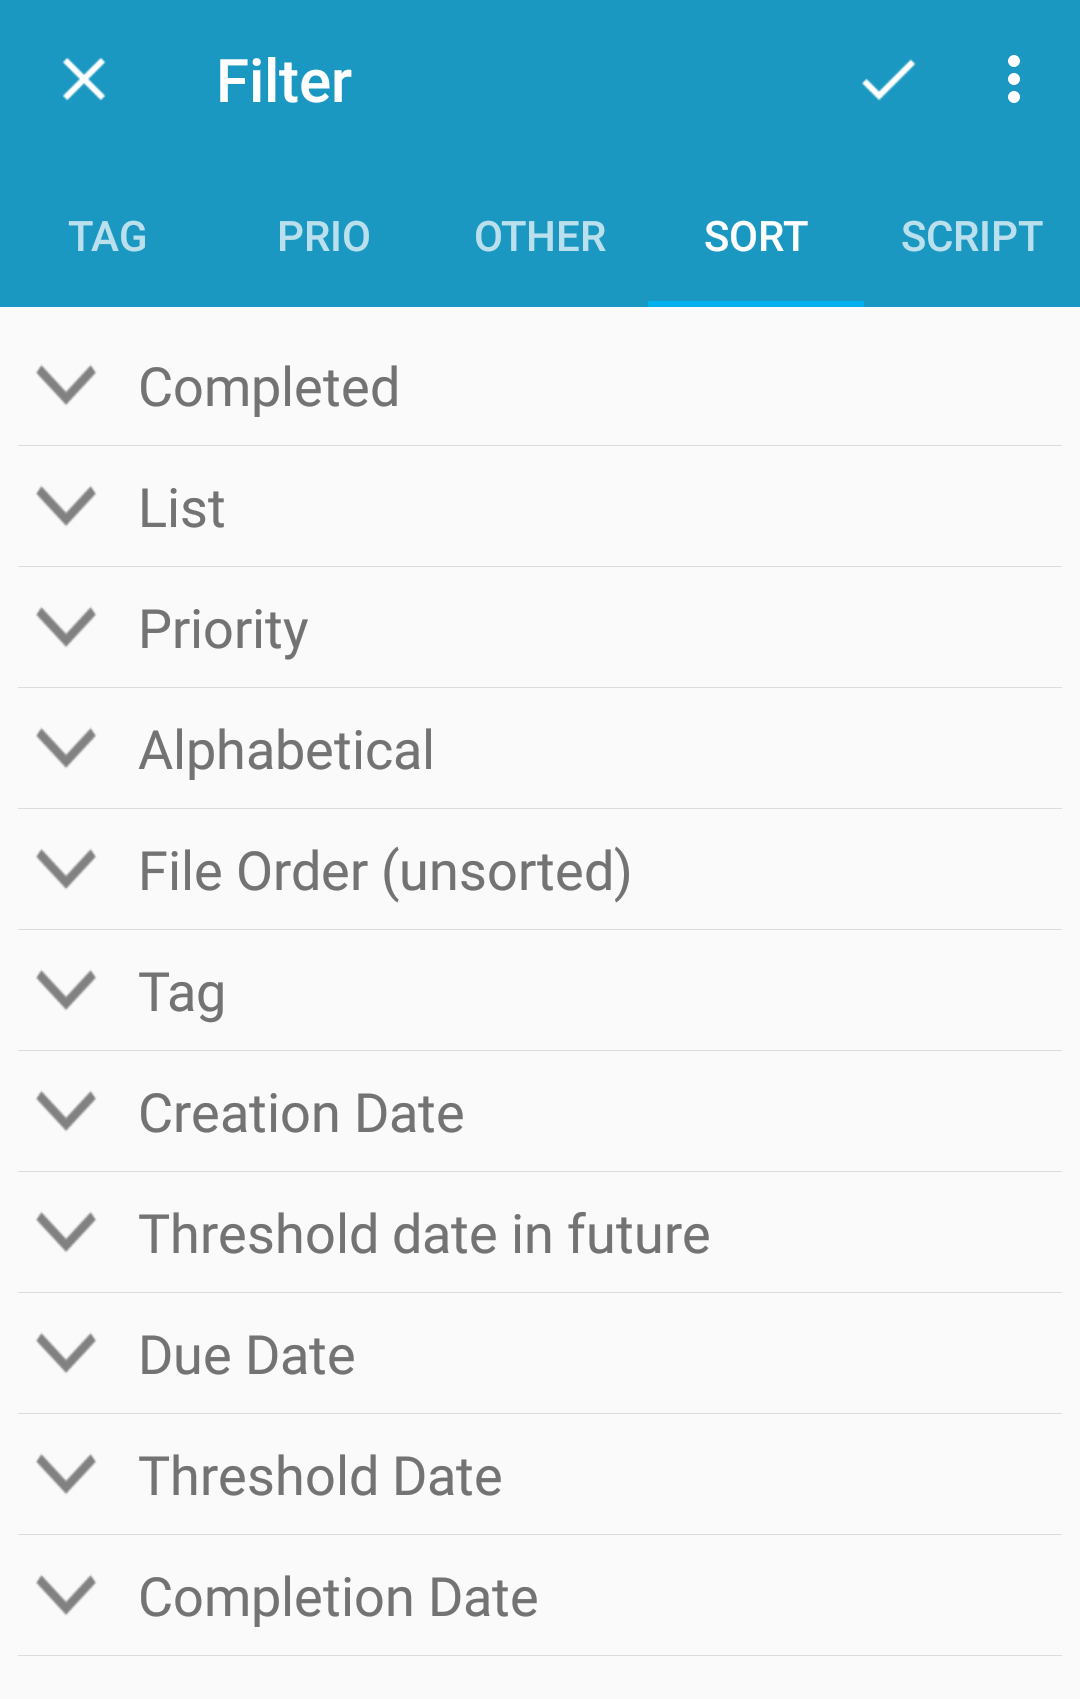 Filter
TAG PRIO OTHER SORT SCRIPT
Completed
List
Priority
Alphabetical
File Order (unsorted)
Tag
Creation Date
Threshold date in future
Due Date
Threshold Date
Completion Date